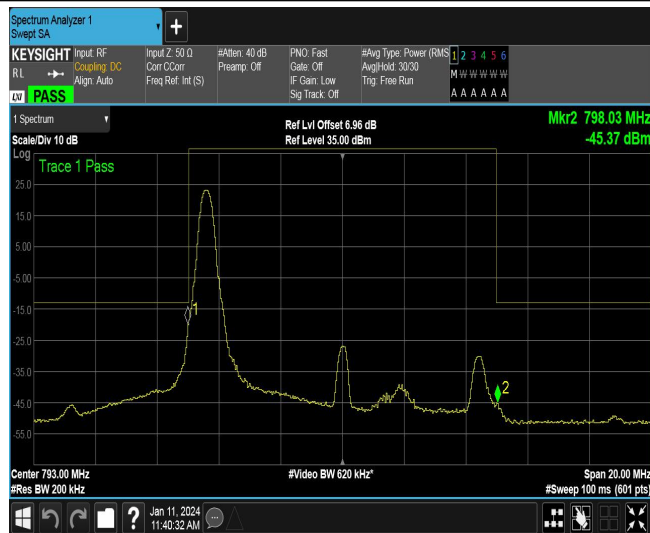 Spectrum Analyzer 1
Swept SA
+
KEYSIGHT
RL
LXI PASS
Input: RF
Coupling: DC
Align: Auto
Input Z: 50 Ω
Corr CCorr
Freq Ref: Int (S)
#Atten: 40 dB
Preamp: Off
PNO: Fast
Gate: Off
IF Gain: Low
Sig Track: Off
#Avg Type: Power (RMS
Avg|Hold: 30/30
Trig: Free Run
1 2 3 4 5 6
M W W W W W
A A A A A A
1 Spectrum
Scale/Div 10 dB
Ref Lvl Offset 6.96 dB
Ref Level 35.00 dBm
Mkr2 798.03 MHz
-45.37 dBm
Log
Trace 1 Pass
25.0
15.0
5.00
-5.00
-15.0
-25.0
-35.0
-45.0
-55.0
1
2
Center 793.00 MHz
#Res BW 200 kHz
#Video BW 620 kHz*
Span 20.00 MHz
#Sweep 100 ms (601 pts)
?
Jan 11, 2024
11:40:32 AM